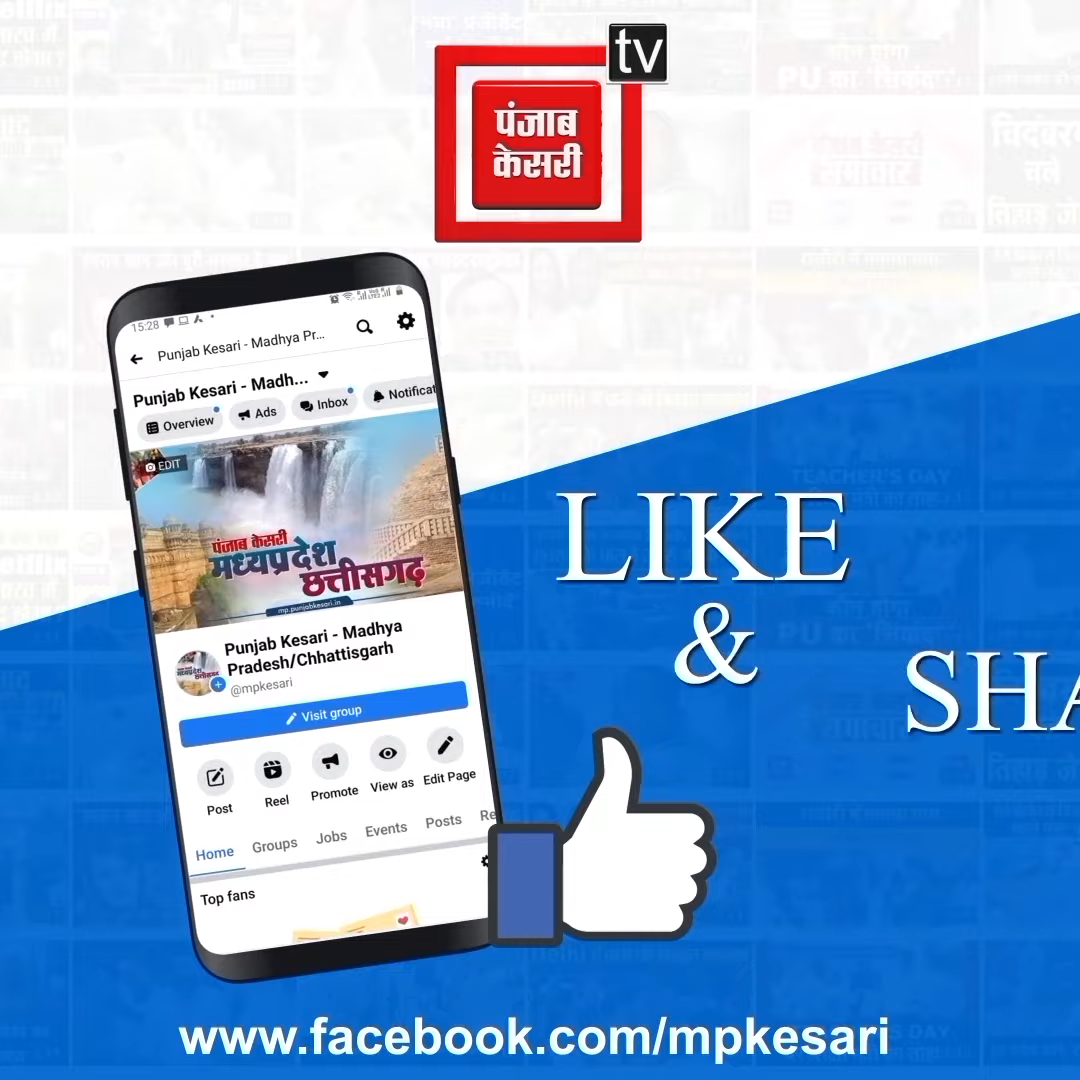 tv
पंजाब
केसरी
15:28
Punjab Kesari - Madhya Pr...
Punjab Kesari - Madh...
Overview
Ads
Inbox
Notificat
EDIT
पंजाब केसरी
मध्यप्रदेश
छत्तीसगढ़
mp.punjabkesari.in
Punjab Kesari - Madhya
Pradesh/Chhattisgarh
@mpkesari
Visit group
Post
Reel
Promote
View as
Edit Page
Home
Groups
Jobs
Events
Posts
Re
Top fans
LIKE
&
SHA
www.facebook.com/mpkesari